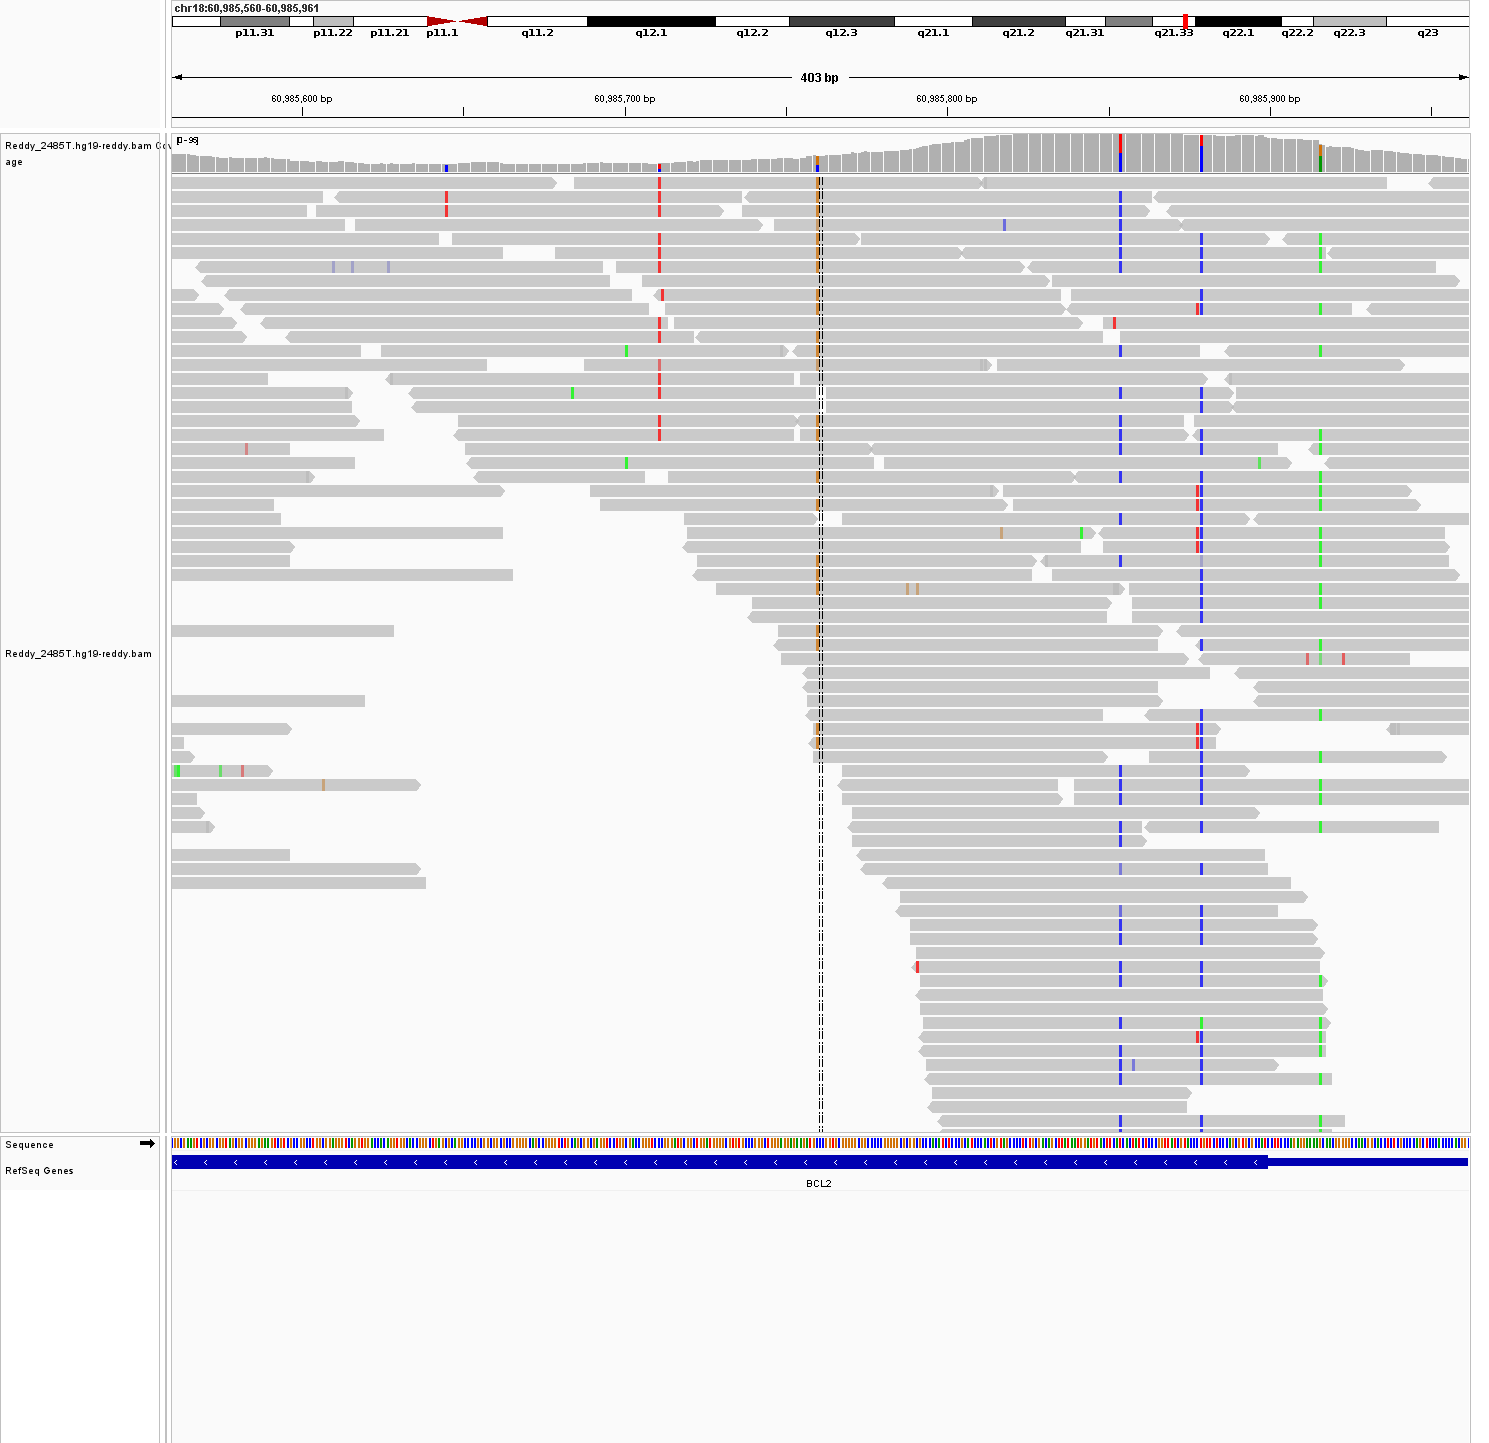 chr18:60,985,560-60,985,961
p11.31 p11.22 p11.21 p11.1 q11.2 q12.1 q12.2 q12.3 q21.1 q21.2 q21.31 q21.33 q22.1 q22.2 q22.3 q23
403 bp
60,985,600 bp 60,985,700 bp 60,985,800 bp 60,985,900 bp
[0 - 95]
Reddy_2485T.hg19-reddy.bam Cov
age
Reddy_2485T.hg19-reddy.bam
Sequence
RefSeq Genes
BCL2